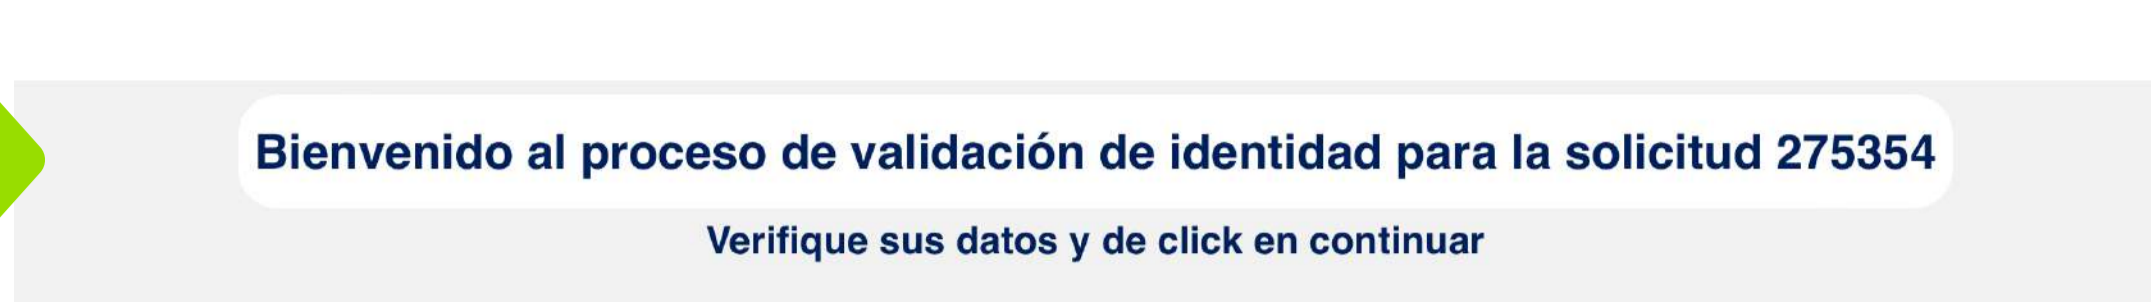 Bienvenido al proceso de validación de identidad para la solicitud 275354
Verifique sus datos y de click en continuar